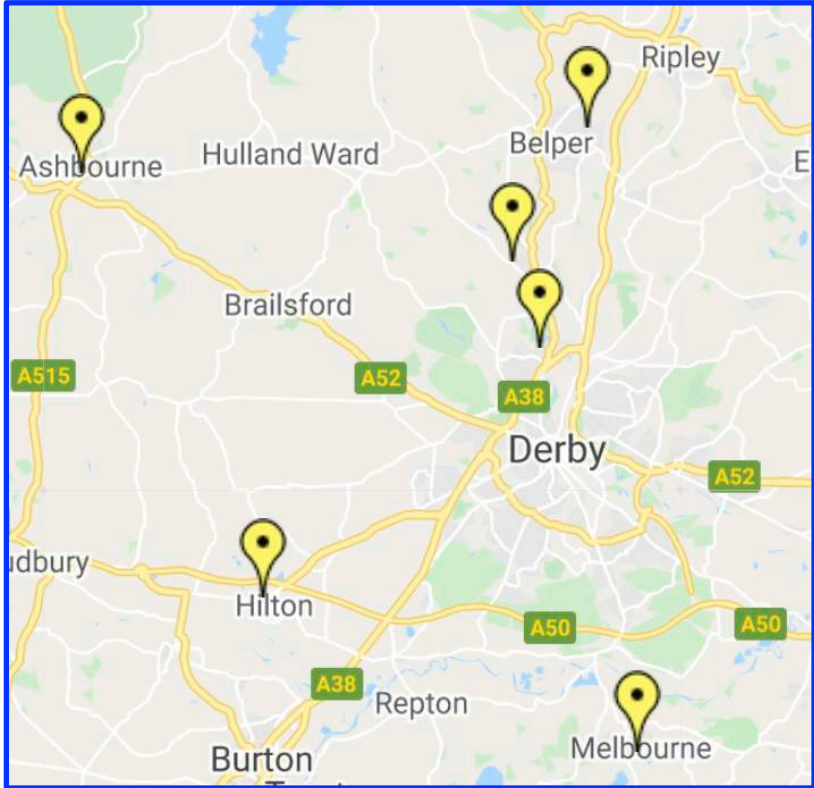 Ripley
Belper
Ashbourne
Hulland Ward
E
Brailsford
A515
A52
A38
Derby
A52
udbury
Hilton
A50
A50
A38
Repton
Melbourne
Burton